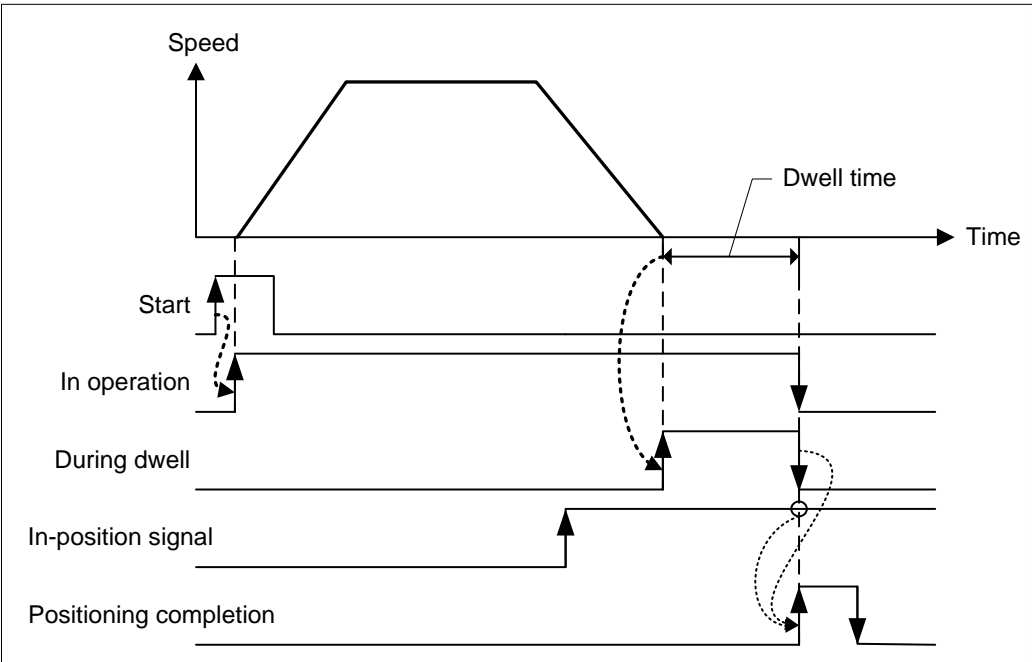 Speed
Dwell time
Time
Start
In operation
During dwell
In-position signal
Positioning completion